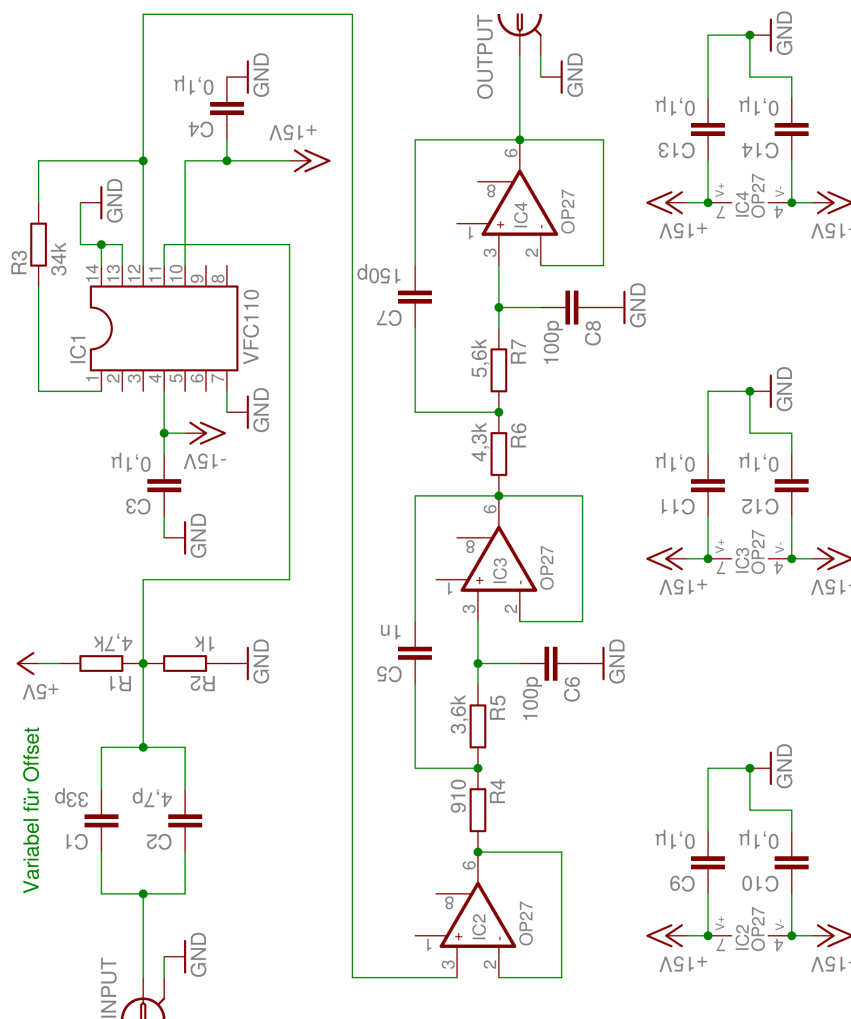 Variabel für Offset
INPUT
GND
C1
33p
C2
4,7p
+5V
R1
4,7k
R2
1k
GND
R3
34k
GND
C4
0,1µ
GND
+15V
IC1
VFC110
14
13
12
11
10
9
8
1
2
3
4
5
6
7
GND
-15V
C3
0,1µ
GND
IC2
OP27
3
2
6
8
1
+
-
910
R4
3,6k
R5
C5
1n
100p
C6
GND
IC3
OP27
3
2
6
8
1
+
-
4,3k
R6
5,6k
R7
C7
150p
100p
C8
GND
IC4
OP27
3
2
6
8
1
+
-
OUTPUT
GND
C13
0,1µ
C14
0,1µ
GND
+15V
7
V+
IC4
OP27
4
V-
-15V
C11
0,1µ
C12
0,1µ
GND
+15V
7
V+
IC3
OP27
4
V-
-15V
C9
0,1µ
C10
0,1µ
GND
+15V
7
V+
IC2
OP27
4
V-
-15V